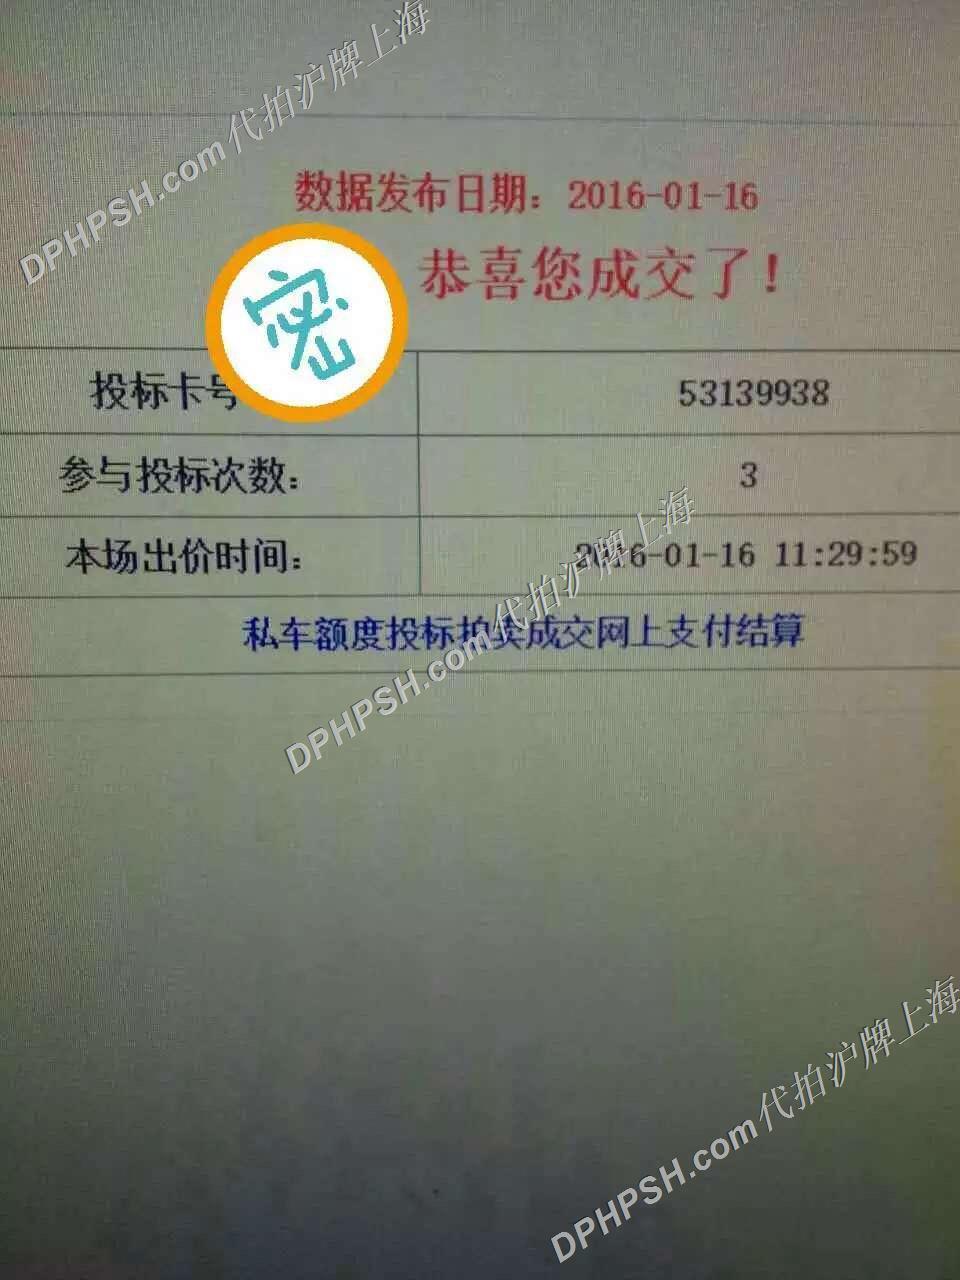 DPHPSH.com代拍沪牌上海
数据发布日期：2016-01-16
恭喜您成交了！
密
投标卡号
53139938
参与投标次数：
3
本场出价时间：
2016-01-16 11:29:59
私车额度投标拍卖成交网上支付结算
DPHPSH.com代拍沪牌上海
DPHPSH.com代拍沪牌上海